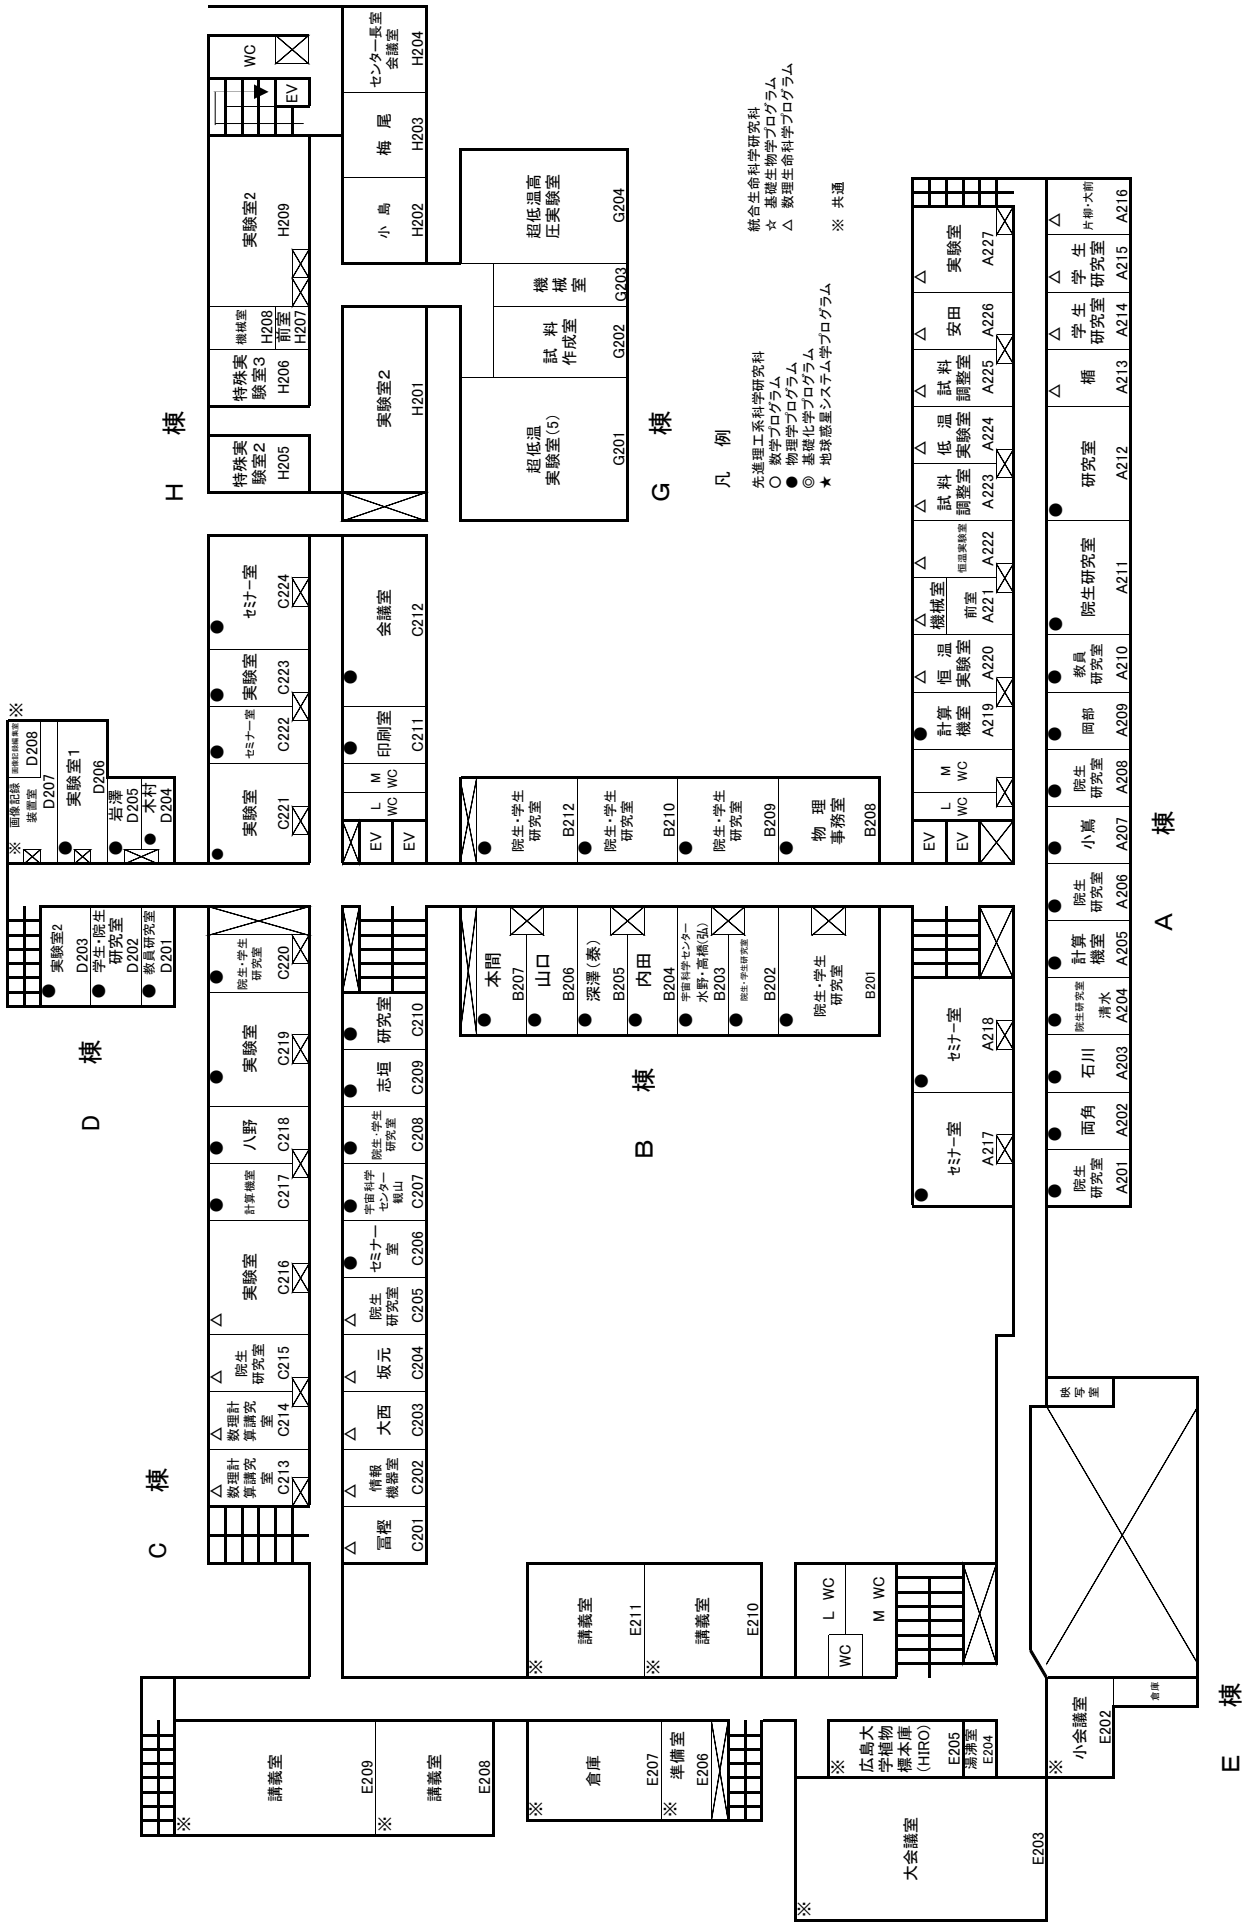 H 棟
WC
EV
センター長室
会議室
H204
梅 尾
H203
小 島
H202
実験室2
H209
機械室
H208
前室
H207
特殊実
験室3
H206
特殊実
験室2
H205
実験室2
H201
G 棟
超低温高
圧実験室
G204
機 械
室
G203
試 料
作成室
G202
超低温
実験室(5)
G201
凡 例
先進理工系科学研究科
○ 数学プログラム
● 物理学プログラム
◎ 基礎化学プログラム
★ 地球惑星システム学プログラム
統合生命科学研究科
☆ 基礎生物学プログラム
△ 数理生命科学プログラム
※ 共通
D 棟
※
画像記録編集室
D208
※
画像記録
装置室
D207
● 実験室1
D206
● 岩澤
D205
● 木村
D204
● 実験室2
D203
● 学生・院生
研究室
D202
● 教員研究室
D201
C 棟
● セミナー室
C224
● 実験室
C223
● セミナー室
C222
● 実験室
C221
● 会議室
C212
● 印刷室
C211
M
WC
L
WC
EV
EV
● 院生・学生
研究室
C220
● 実験室
C219
● 八野
C218
● 計算機室
C217
△ 実験室
C216
△ 院生
研究室
C215
△ 数理計
算講究
室
C214
△ 数理計
算講究
室
C213
● 研究室
C210
● 志垣
C209
● 院生・学生
研究室
C208
● 宇宙科学
センター
観山
C207
● セミナー
室
C206
△ 院生
研究室
C205
△ 坂元
C204
△ 大西
C203
△ 情報
機器室
C202
△ 冨樫
C201
B 棟
● 院生・学生
研究室
B212
● 院生・学生
研究室
B210
● 院生・学生
研究室
B209
● 物 理
事務室
B208
● 本間
B207
● 山口
B206
● 深澤(泰)
B205
● 内田
B204
● 宇宙科学センター
水野・高橋(弘)
B203
● 院生・学生研究室
B202
● 院生・学生
研究室
B201
A 棟
△ 実験室
A227
△ 安田
A226
△ 試 料
調整室
A225
△ 低 温
実験室
A224
△ 試 料
調整室
A223
△ 恒温実験室
A222
△ 機械室
前室
A221
△ 恒 温
実験室
A220
● 計算
機室
A219
M
WC
L
WC
EV
EV
● セミナー室
A218
● セミナー室
A217
△ 片柳・大前
A216
△ 学 生
研究室
A215
△ 学 生
研究室
A214
△ 楯
A213
● 研究室
A212
● 院生研究室
A211
● 教員
研究室
A210
● 岡部
A209
● 院生
研究室
A208
● 小嶌
A207
● 院生
研究室
A206
● 計算
機室
A205
● 院生研究室
清水
A204
● 石川
A203
● 両角
A202
● 院生
研究室
A201
E 棟
映
写
室
※ 講義室
E211
※ 講義室
E210
L WC
M WC
WC
※ 講義室
E209
※ 講義室
E208
※ 倉庫
E207
※ 準備室
E206
※ 広島大
学植物
標本庫
(HIRO)
E205
湯沸室
E204
※ 大会議室
E203
※ 小会議室
E202
倉庫